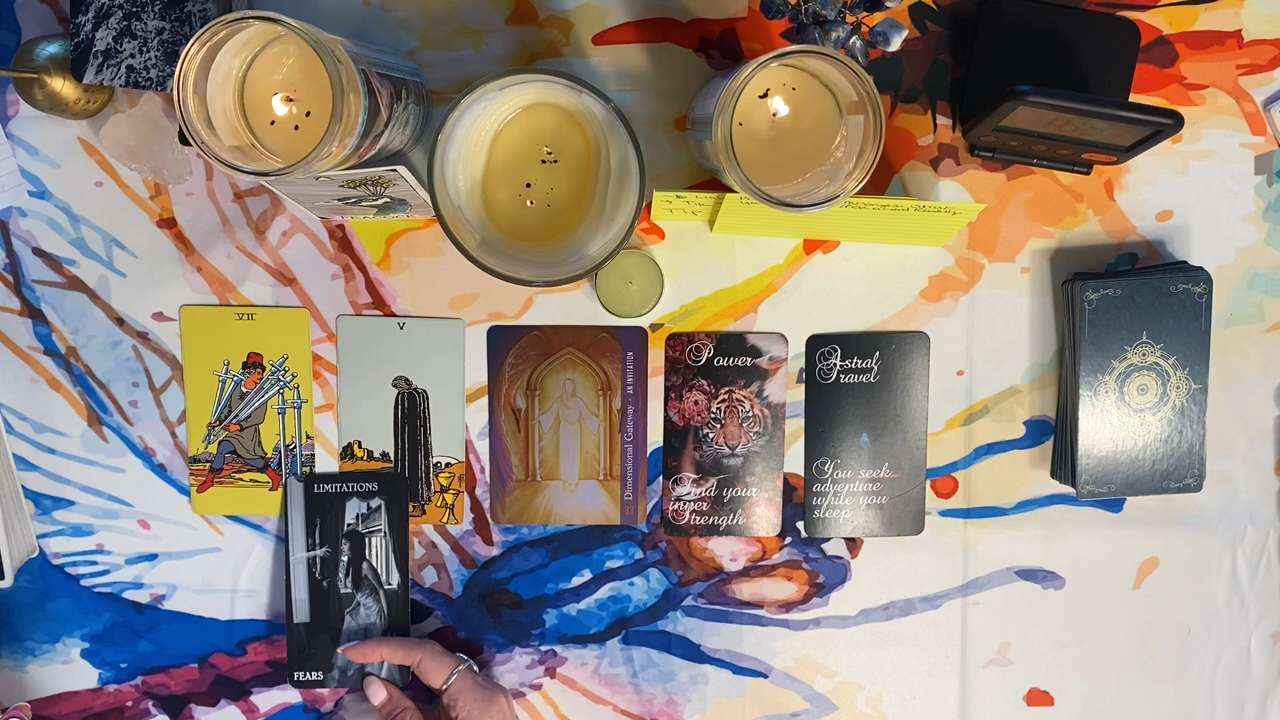 VII
V
Dimensional Gateway · AN INVITATION
33
Power
Find your
inner
Strength
Astral
Travel
You seek
adventure
while you
sleep
LIMITATIONS
FEARS